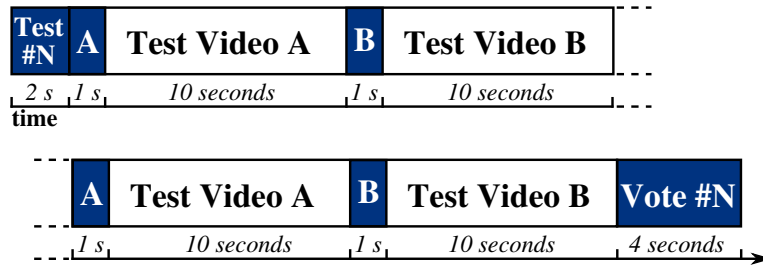 Test #N A Test Video A B Test Video B
2 s 1 s 10 seconds 1 s 10 seconds
time
A Test Video A B Test Video B Vote #N
1 s 10 seconds 1 s 10 seconds 4 seconds